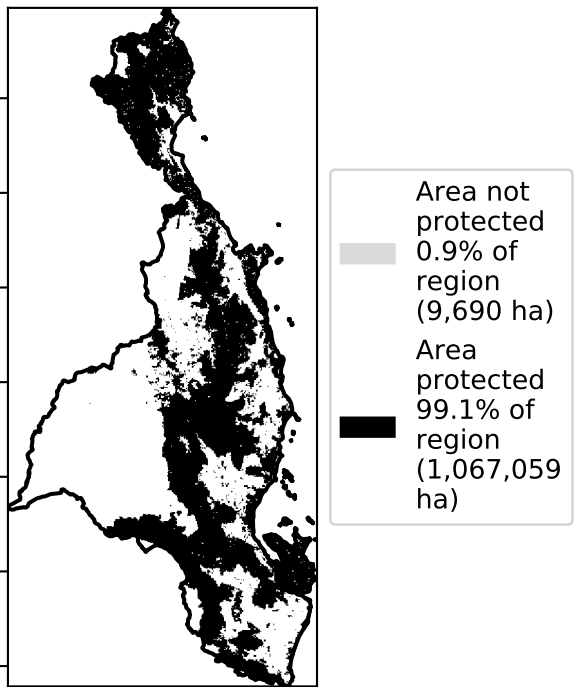 Area not
protected
0.9% of
region
(9,690 ha)
Area
protected
99.1% of
region
(1,067,059
ha)